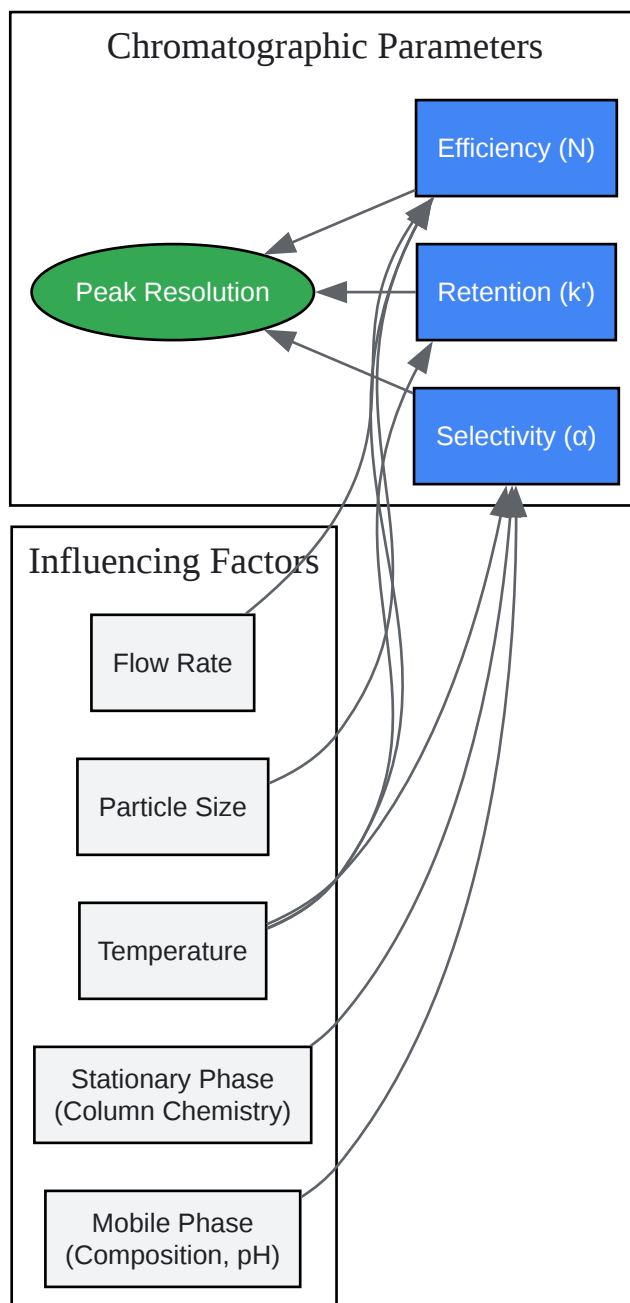 Chromatographic Parameters
Efficiency (N)
Peak Resolution
Retention (k')
Selectivity (α)
Influencing Factors
Flow Rate
Particle Size
Temperature
Stationary Phase
(Column Chemistry)
Mobile Phase
(Composition, pH)